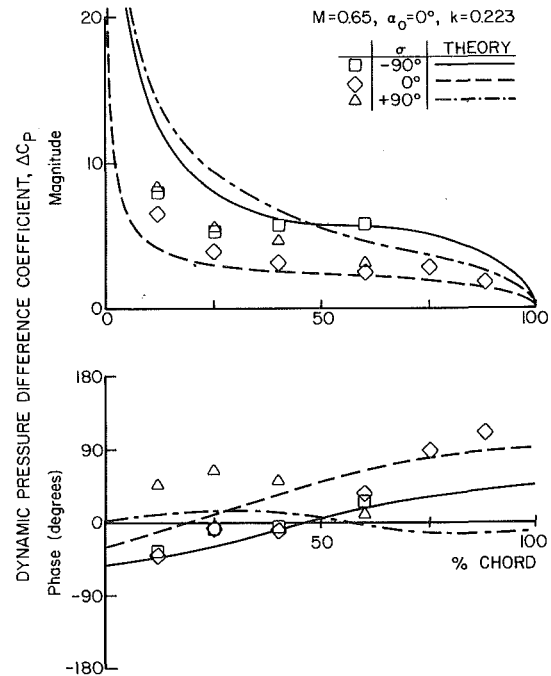 M=0.65, α₀=0°, k=0.223
σ THEORY
-90°
0°
+90°
DYNAMIC PRESSURE DIFFERENCE COEFFICIENT, ΔCP
Magnitude
20
10
0
0 50 100
Phase (degrees)
180
90
0
-90
-180
50 100
% CHORD